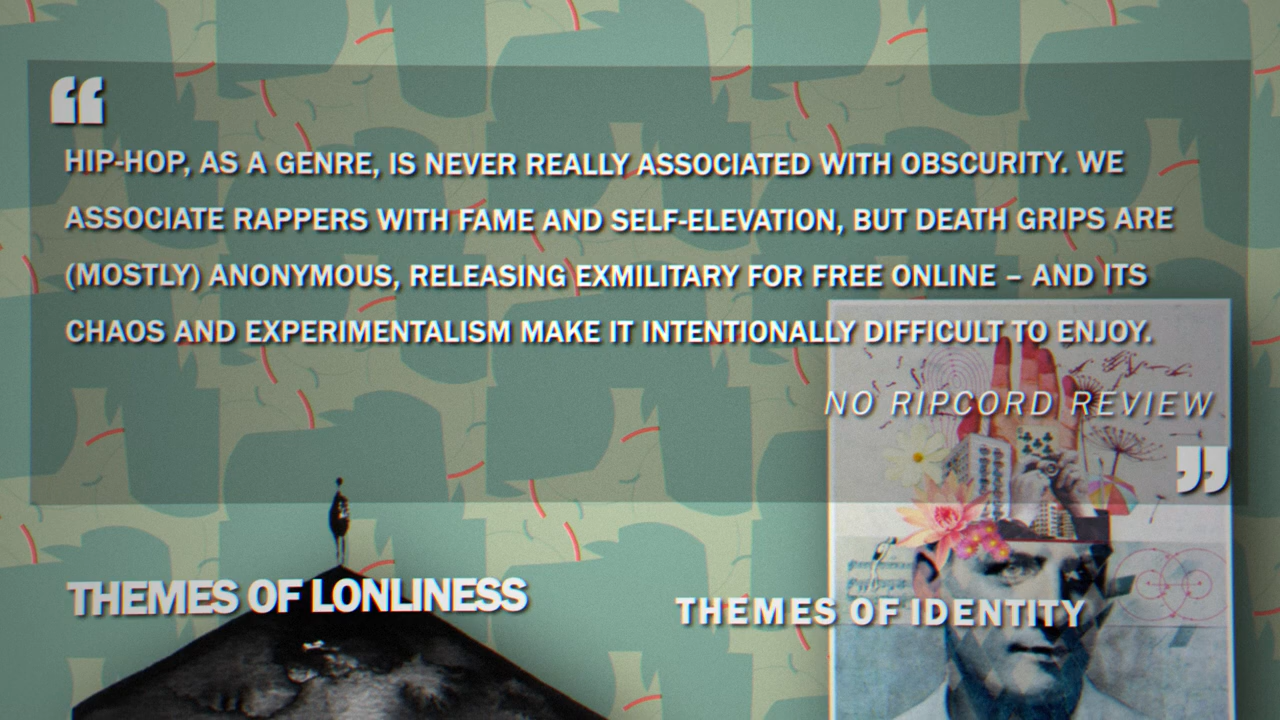 “
HIP-HOP, AS A GENRE, IS NEVER REALLY ASSOCIATED WITH OBSCURITY. WE
ASSOCIATE RAPPERS WITH FAME AND SELF-ELEVATION, BUT DEATH GRIPS ARE
(MOSTLY) ANONYMOUS, RELEASING EXMILITARY FOR FREE ONLINE – AND ITS
CHAOS AND EXPERIMENTALISM MAKE IT INTENTIONALLY DIFFICULT TO ENJOY.
NO RIPCORD REVIEW
”
THEMES OF LONLINESS
THEMES OF IDENTITY